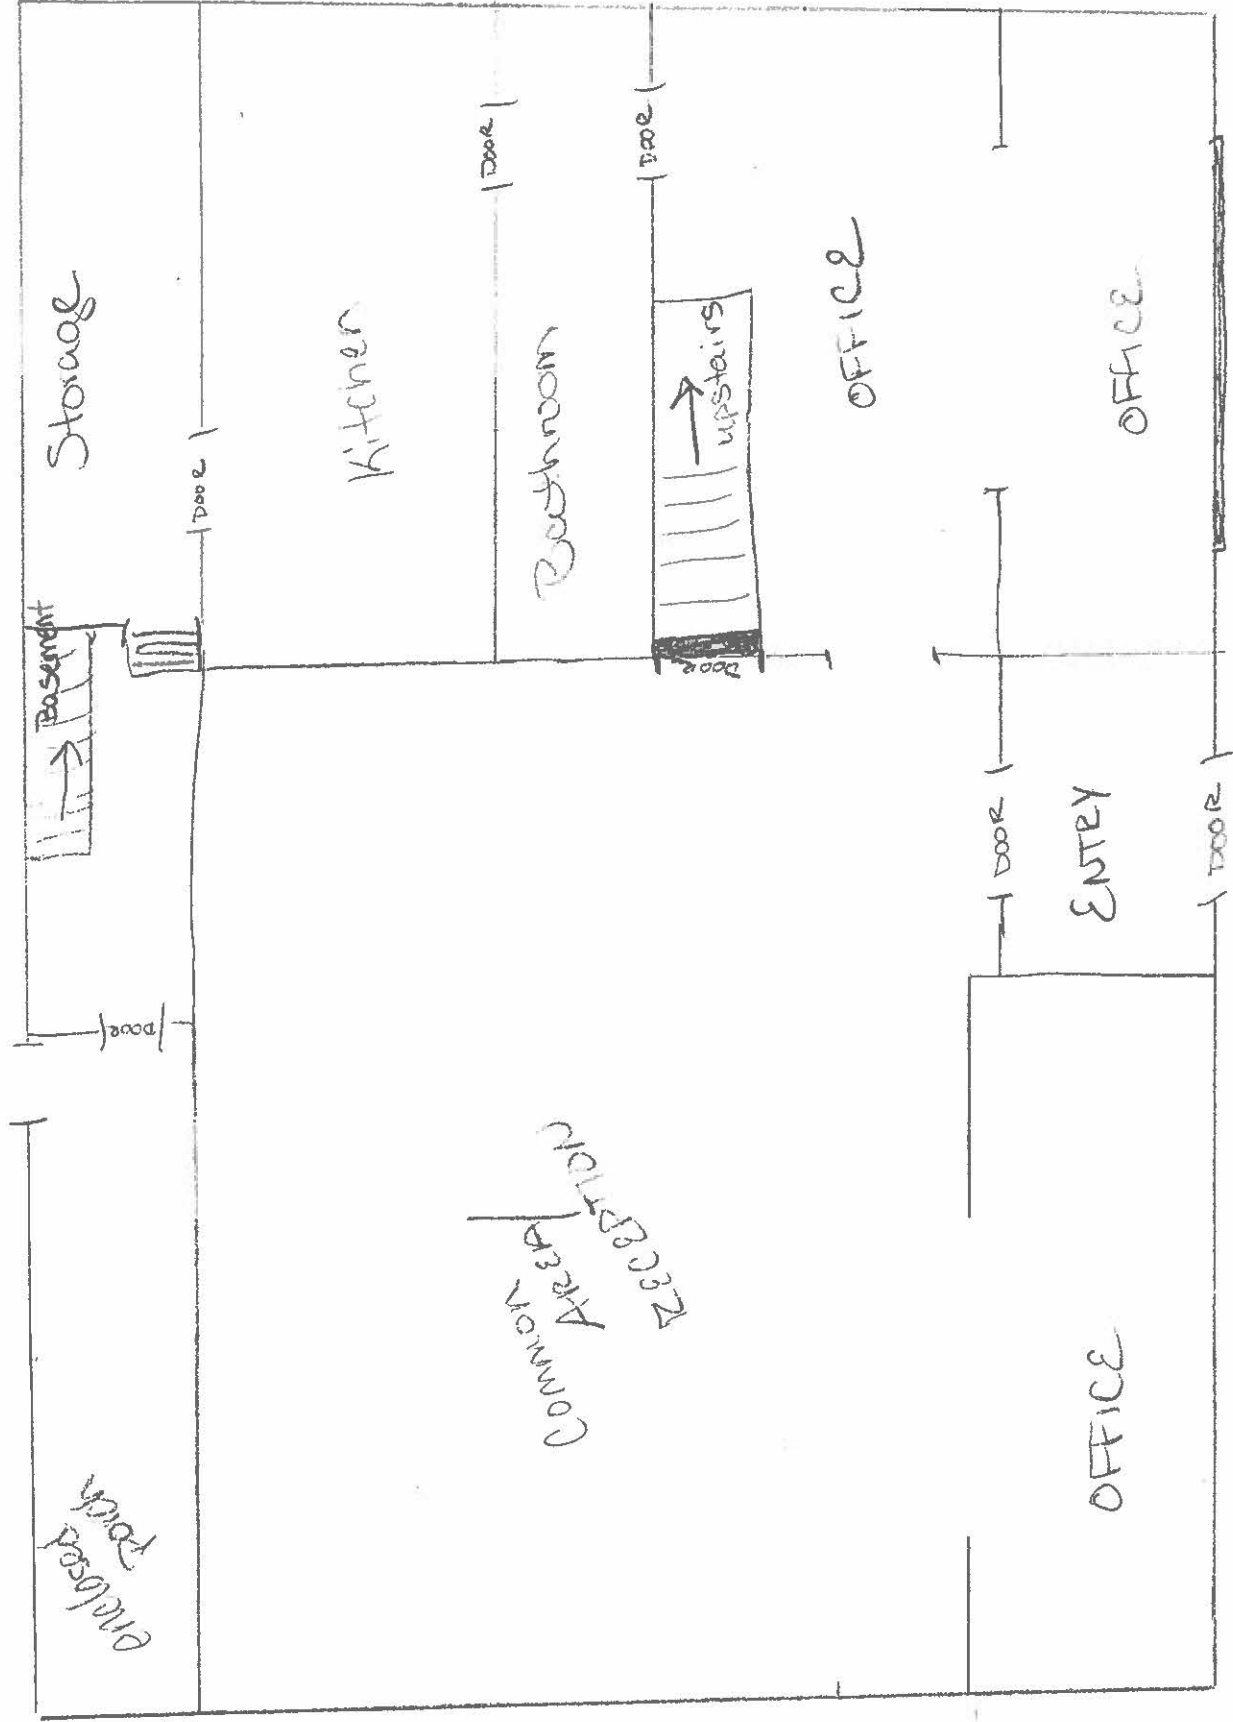 enclosed
porch
DOOR
Basement
Storage
DOOR
Kitchen
DOOR
Bathroom
DOOR
DOOR
upstairs
OFFICE
Common
AREA
RECEPTION
OFFICE
DOOR
ENTRY
DOOR
OFFICE